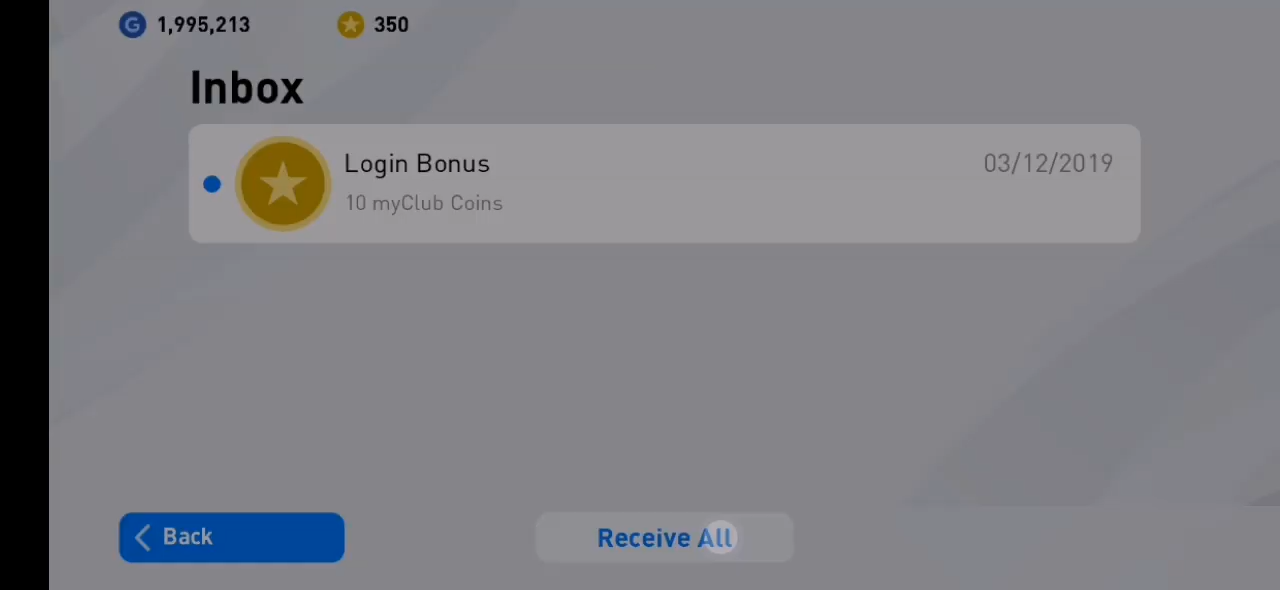 G 1,995,213 350
Inbox
Login Bonus 03/12/2019
10 myClub Coins
Back Receive All